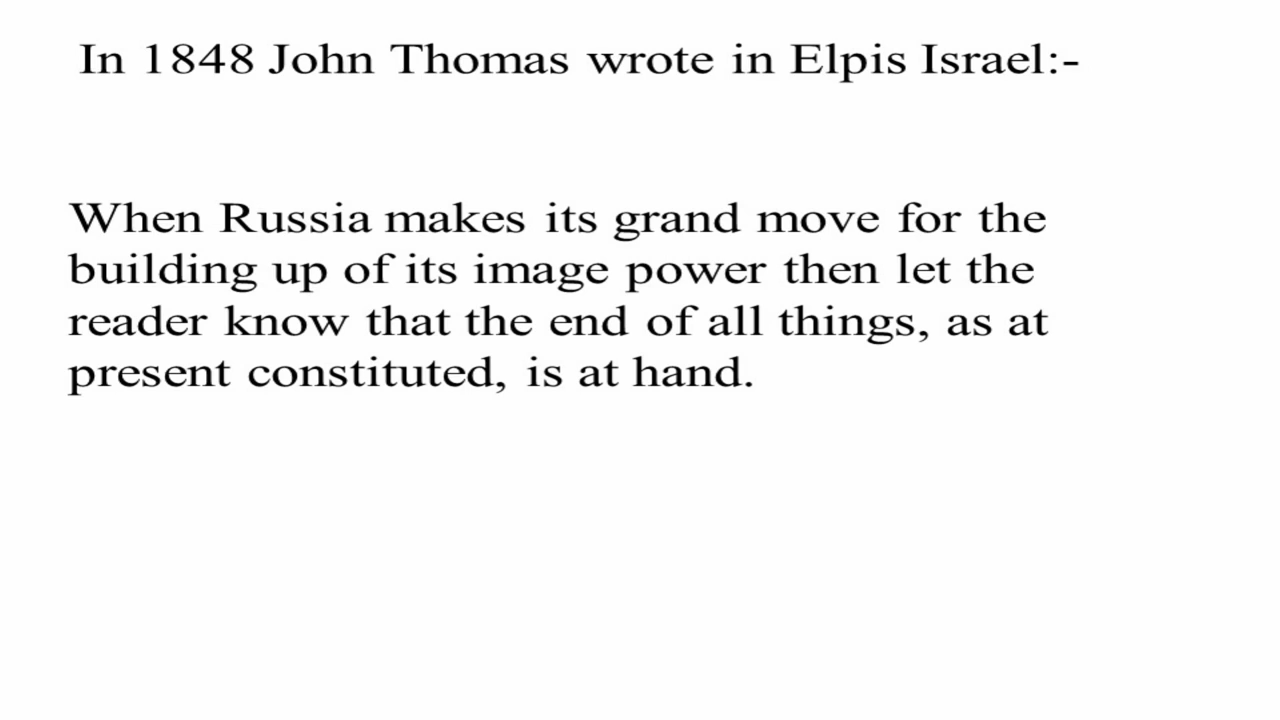 In 1848 John Thomas wrote in Elpis Israel:-
When Russia makes its grand move for the
building up of its image power then let the
reader know that the end of all things, as at
present constituted, is at hand.